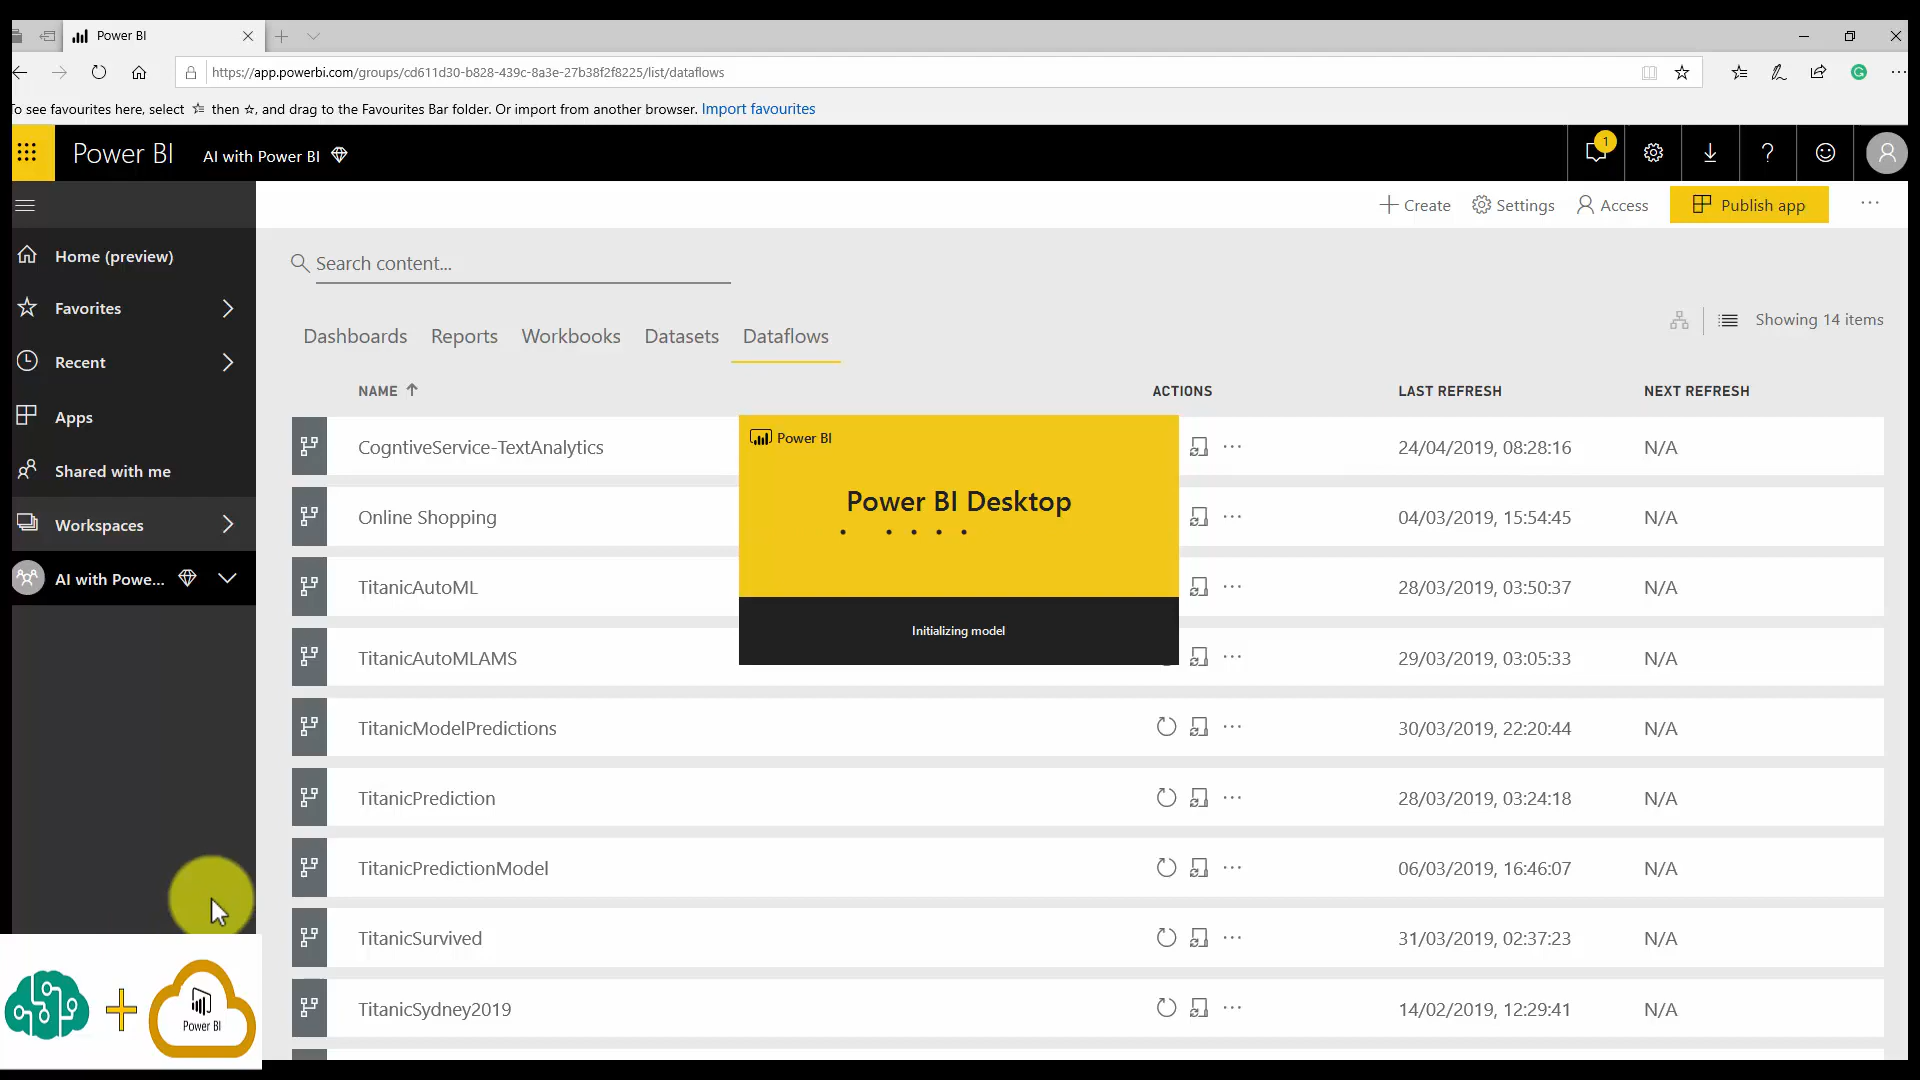 Power BI
https://app.powerbi.com/groups/cd611d30-b828-439c-8a3e-27b38f2f8225/list/dataflows
To see favourites here, select ☆ then ☆, and drag to the Favourites Bar folder. Or import from another browser. Import favourites
Power BI AI with Power BI
1
?
Create Settings Access Publish app
Home (preview)
Favorites
Recent
Apps
Shared with me
Workspaces
AI with Powe...
Search content...
Dashboards Reports Workbooks Datasets Dataflows
Showing 14 items
NAME ACTIONS LAST REFRESH NEXT REFRESH
CogntiveService-TextAnalytics 24/04/2019, 08:28:16 N/A
Online Shopping 04/03/2019, 15:54:45 N/A
TitanicAutoML 28/03/2019, 03:50:37 N/A
TitanicAutoMLAMS 29/03/2019, 03:05:33 N/A
TitanicModelPredictions 30/03/2019, 22:20:44 N/A
TitanicPrediction 28/03/2019, 03:24:18 N/A
TitanicPredictionModel 06/03/2019, 16:46:07 N/A
TitanicSurvived 31/03/2019, 02:37:23 N/A
TitanicSydney2019 14/02/2019, 12:29:41 N/A
Power BI
Power BI Desktop
Initializing model
Power BI